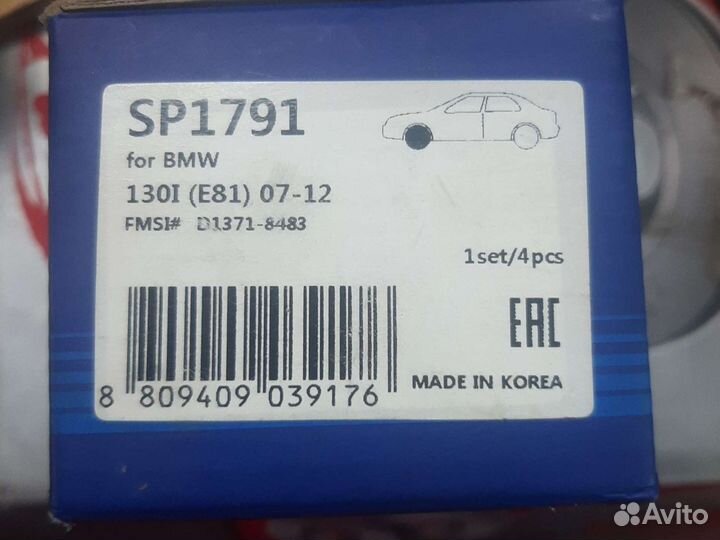 SP1791
for BMW
130I (E81) 07-12
FMSI# D1371-8483
1set/4pcs
EAC
8 809409 039176
MADE IN KOREA
Avito